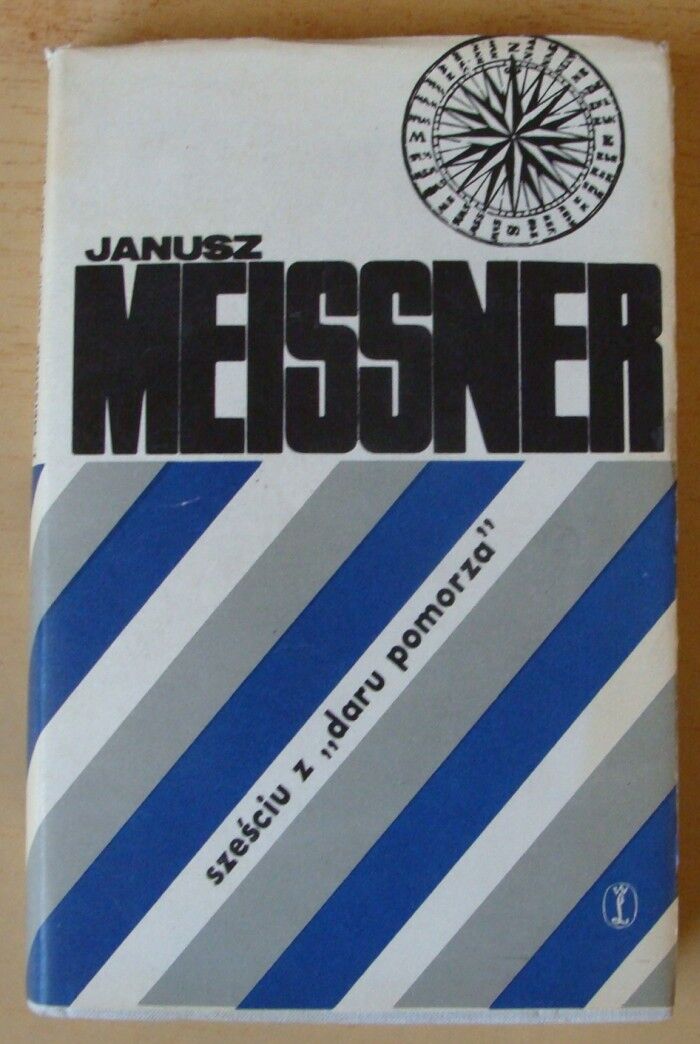 JANUSZ
MEISSNER
sześciu z „daru pomorza”